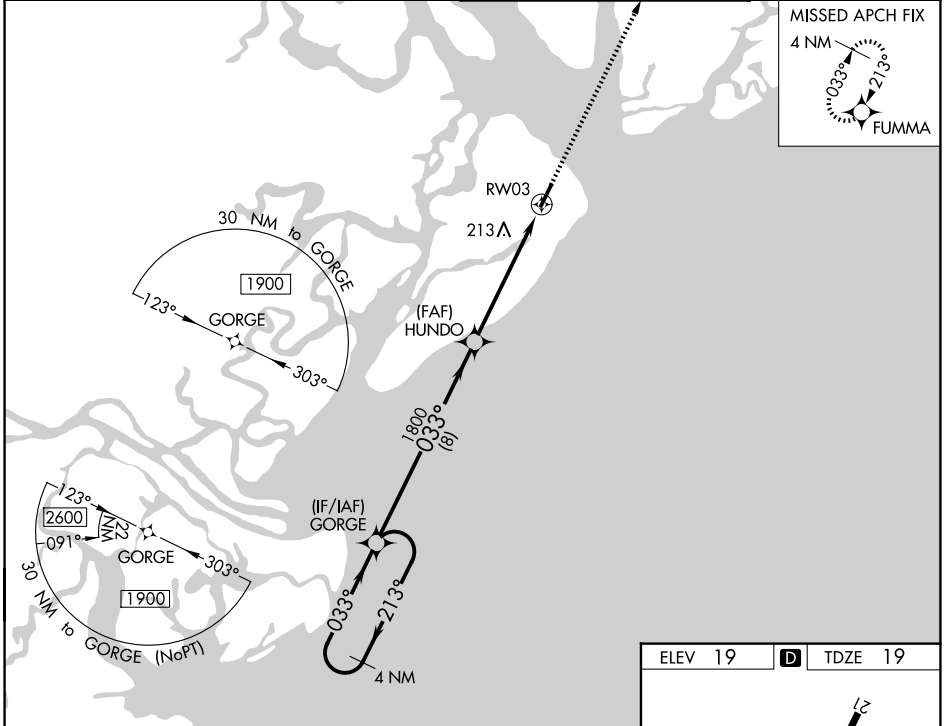 MISSED APCH FIX
4 NM
033°
213°
FUMMA
RW03
213
30 NM to GORGE
1900
123°
GORGE
303°
(FAF)
HUNDO
1800
033°
(8)
(IF/IAF)
GORGE
123°
2600
22
NM
091°
GORGE
303°
1900
30 NM to GORGE (NoPT)
033°
213°
4 NM
ELEV 19 D TDZE 19
21